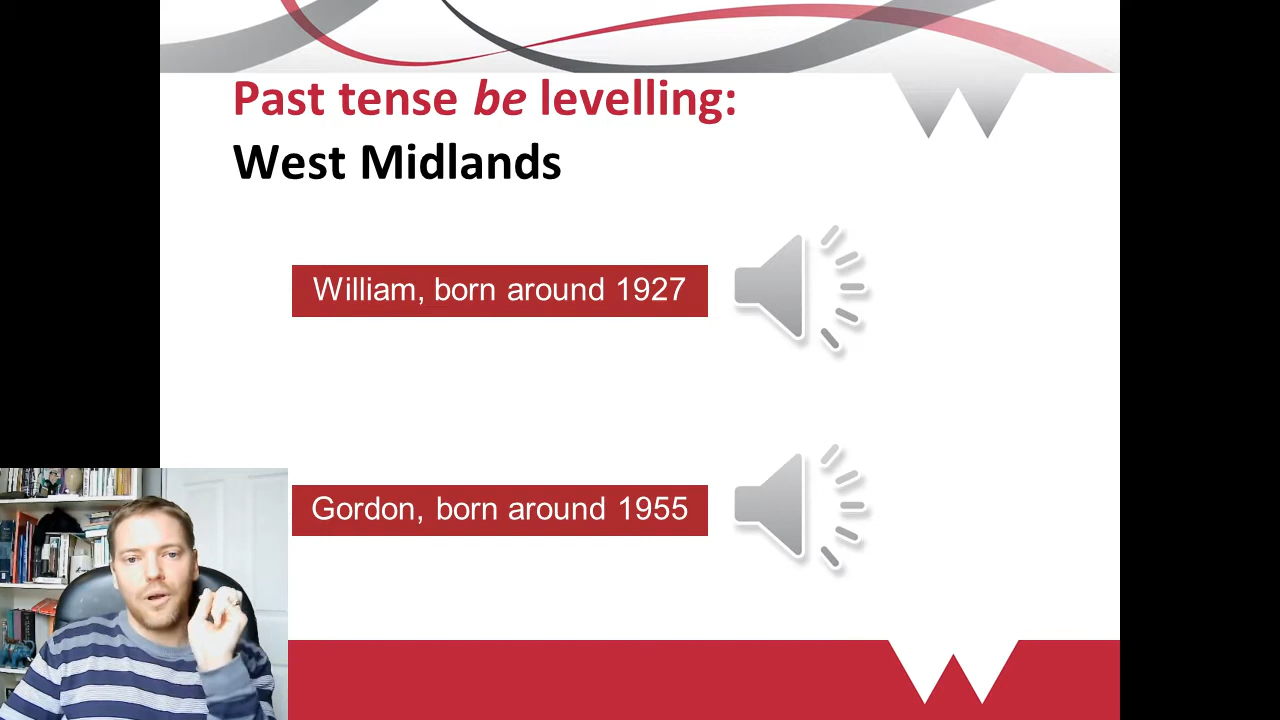 Past tense be levelling:
West Midlands
William, born around 1927
Gordon, born around 1955